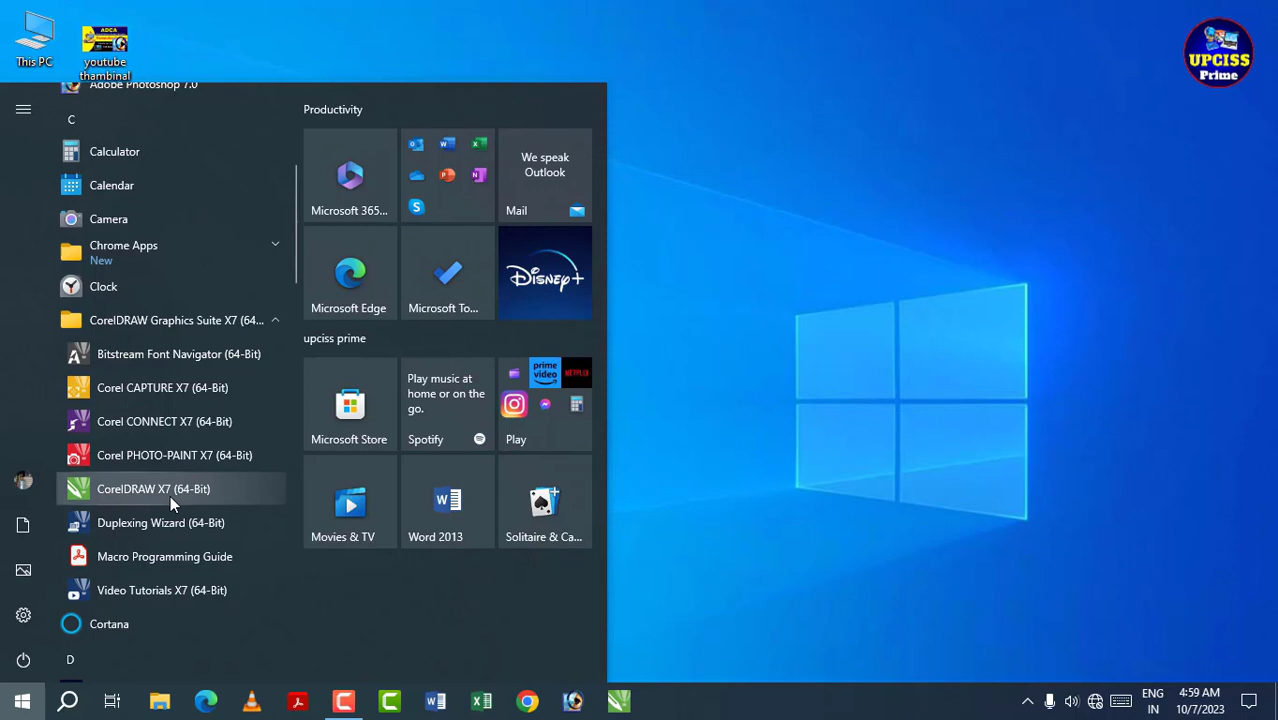 This PC
ADCA
youtube
thambinal
UPCISS
Prime
Adobe Photoshop 7.0
C
Calculator
Calendar
Camera
Chrome Apps
New
Clock
CorelDRAW Graphics Suite X7 (64...
Bitstream Font Navigator (64-Bit)
Corel CAPTURE X7 (64-Bit)
Corel CONNECT X7 (64-Bit)
Corel PHOTO-PAINT X7 (64-Bit)
CorelDRAW X7 (64-Bit)
Duplexing Wizard (64-Bit)
Macro Programming Guide
Video Tutorials X7 (64-Bit)
Cortana
D
Productivity
Microsoft 365...
We speak
Outlook
Mail
Microsoft Edge
Microsoft To...
Disney+
upciss prime
Microsoft Store
Play music at
home or on the
go.
Spotify
prime
video
NETFLIX
Play
Movies & TV
Word 2013
Solitaire & Ca...
ENG
IN
4:59 AM
10/7/2023